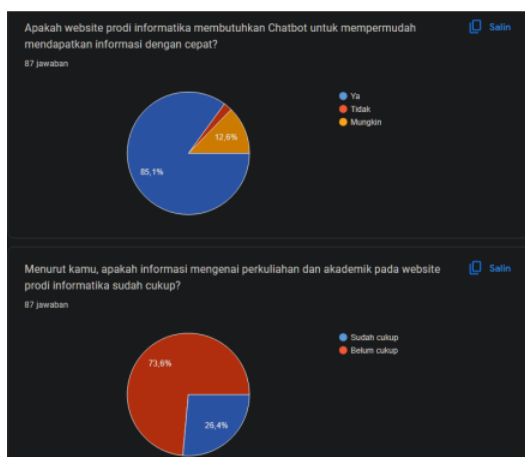 Apakah website prodi informatika membutuhkan Chatbot untuk mempermudah
mendapatkan informasi dengan cepat?
Salin
87 jawaban
Ya
Tidak
Mungkin
12,6%
85,1%
Menurut kamu, apakah informasi mengenai perkuliahan dan akademik pada website
prodi informatika sudah cukup?
Salin
87 jawaban
Sudah cukup
Belum cukup
73,6%
26,4%